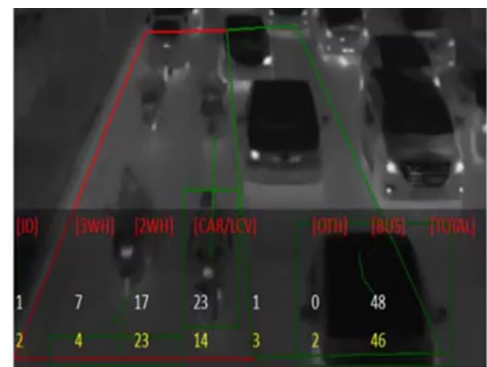 [ID] [3WH] [2WH] [CAR/LCV] [OTH] [BUS] [TOTAL]
1 7 17 23 1 0 48
2 4 23 14 3 2 46